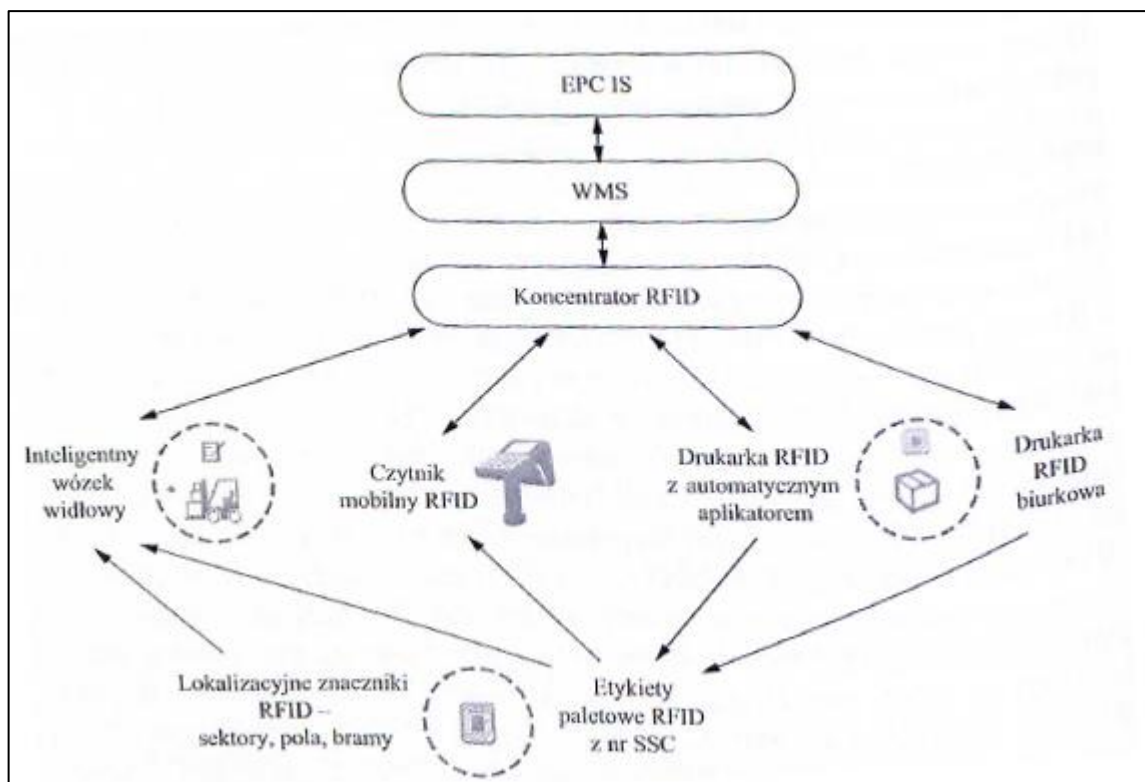 EPC IS
WMS
Koncentrator RFID
Inteligentny
wózek
widłowy
Czytnik
mobilny RFID
Drukarka RFID
z automatycznym
aplikatorem
Drukarka
RFID
biurkowa
Lokalizacyjne znaczniki
RFID –
sektory, pola, bramy
Etykiety
paletowe RFID
z nr SSC